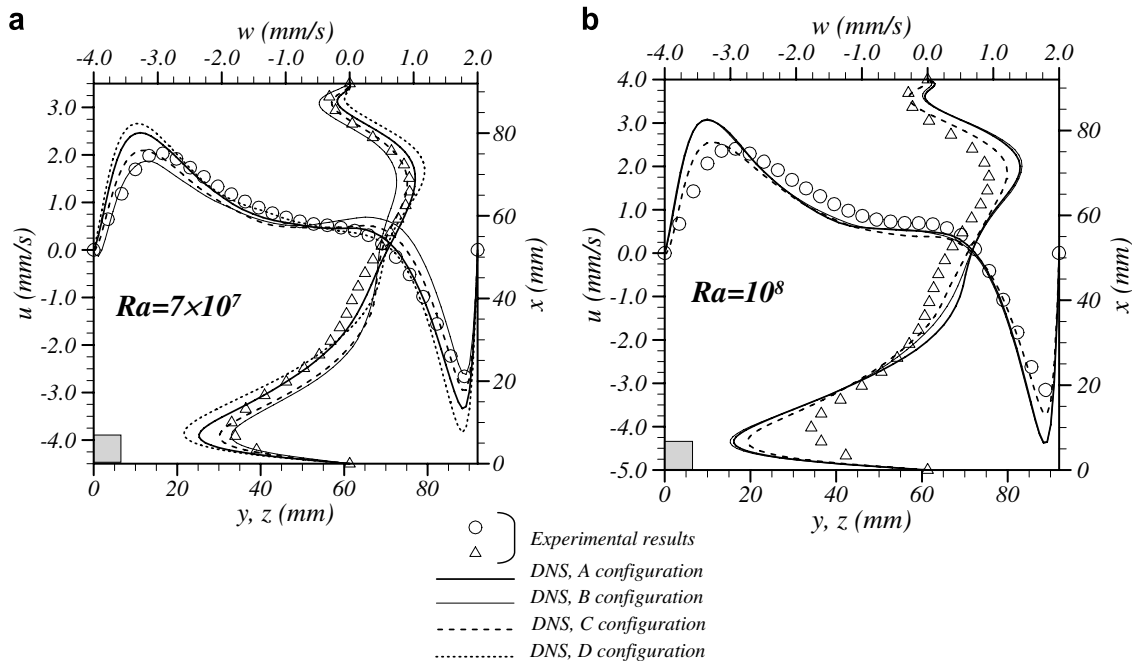 a
w (mm/s)
-4.0 -3.0 -2.0 -1.0 0.0 1.0 2.0
3.0
2.0
1.0
0.0
-1.0
-2.0
-3.0
-4.0
u (mm/s)
80
60
40
20
0
x (mm)
Ra=7×10⁷
0 20 40 60 80
y, z (mm)
b
w (mm/s)
-4.0 -3.0 -2.0 -1.0 0.0 1.0 2.0
4.0
3.0
2.0
1.0
0.0
-1.0
-2.0
-3.0
-4.0
-5.0
u (mm/s)
80
60
40
20
0
x (mm)
Ra=10⁸
0 20 40 60 80
y, z (mm)
Experimental results
DNS, A configuration
DNS, B configuration
DNS, C configuration
DNS, D configuration